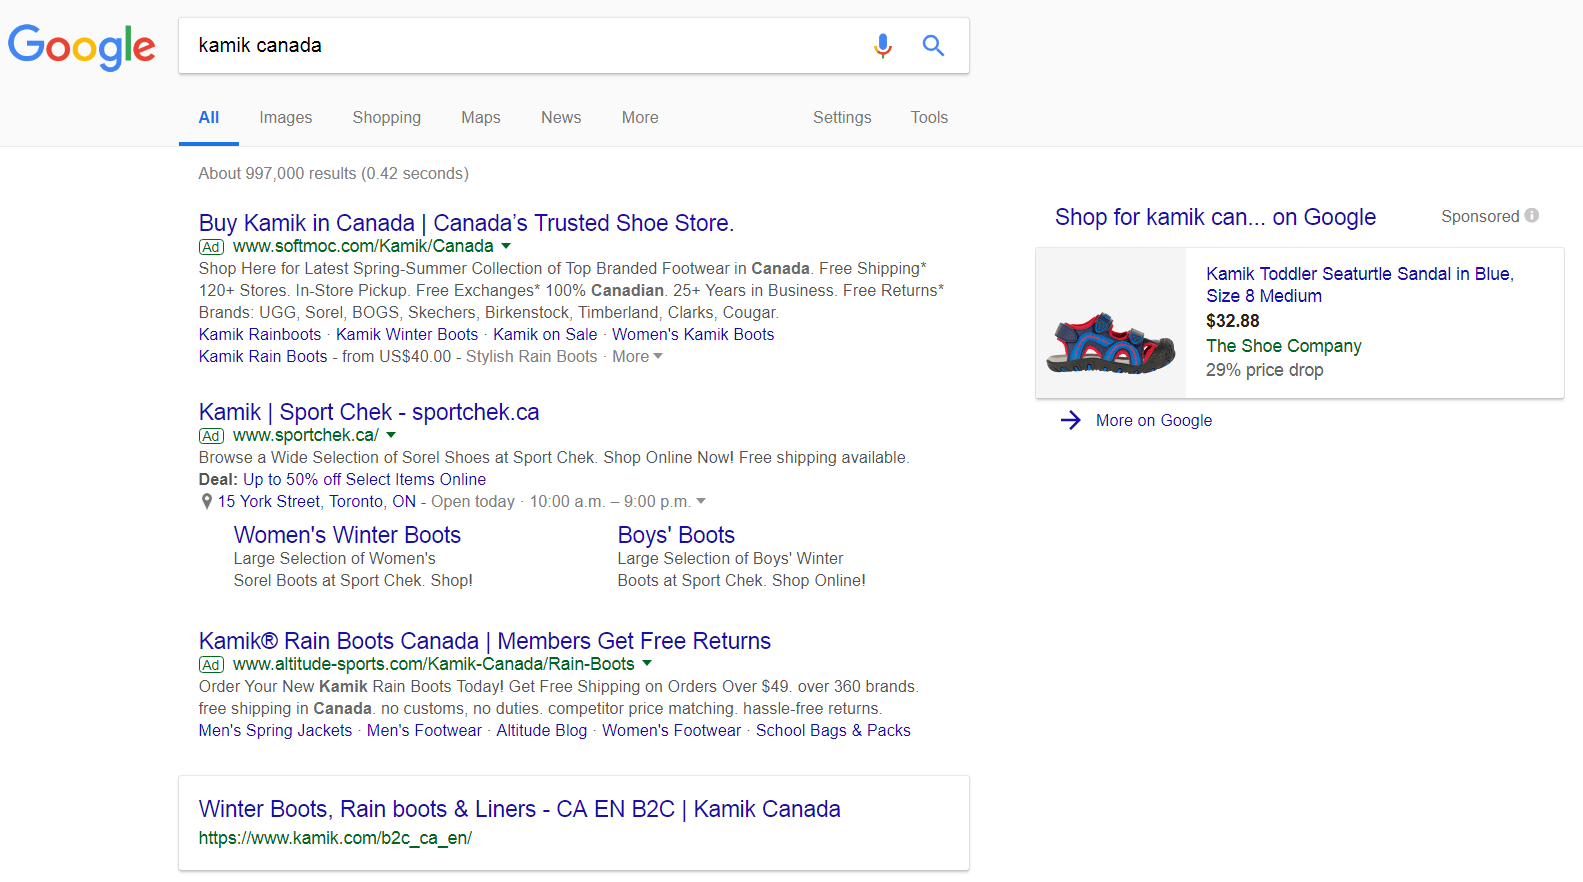 Google
kamik canada
All Images Shopping Maps News More Settings Tools
About 997,000 results (0.42 seconds)
Buy Kamik in Canada | Canada’s Trusted Shoe Store.
Ad www.softmoc.com/Kamik/Canada
Shop Here for Latest Spring-Summer Collection of Top Branded Footwear in Canada. Free Shipping*
120+ Stores. In-Store Pickup. Free Exchanges* 100% Canadian. 25+ Years in Business. Free Returns*
Brands: UGG, Sorel, BOGS, Skechers, Birkenstock, Timberland, Clarks, Cougar.
Kamik Rainboots · Kamik Winter Boots · Kamik on Sale · Women's Kamik Boots
Kamik Rain Boots - from US$40.00 - Stylish Rain Boots · More
Kamik | Sport Chek - sportchek.ca
Ad www.sportchek.ca/
Browse a Wide Selection of Sorel Shoes at Sport Chek. Shop Online Now! Free shipping available.
Deal: Up to 50% off Select Items Online
15 York Street, Toronto, ON - Open today · 10:00 a.m. – 9:00 p.m.
Women's Winter Boots
Large Selection of Women's
Sorel Boots at Sport Chek. Shop!
Boys' Boots
Large Selection of Boys' Winter
Boots at Sport Chek. Shop Online!
Kamik® Rain Boots Canada | Members Get Free Returns
Ad www.altitude-sports.com/Kamik-Canada/Rain-Boots
Order Your New Kamik Rain Boots Today! Get Free Shipping on Orders Over $49. over 360 brands.
free shipping in Canada. no customs, no duties. competitor price matching. hassle-free returns.
Men's Spring Jackets · Men's Footwear · Altitude Blog · Women's Footwear · School Bags & Packs
Winter Boots, Rain boots & Liners - CA EN B2C | Kamik Canada
https://www.kamik.com/b2c_ca_en/
Shop for kamik can... on Google Sponsored
Kamik Toddler Seaturtle Sandal in Blue,
Size 8 Medium
$32.88
The Shoe Company
29% price drop
More on Google